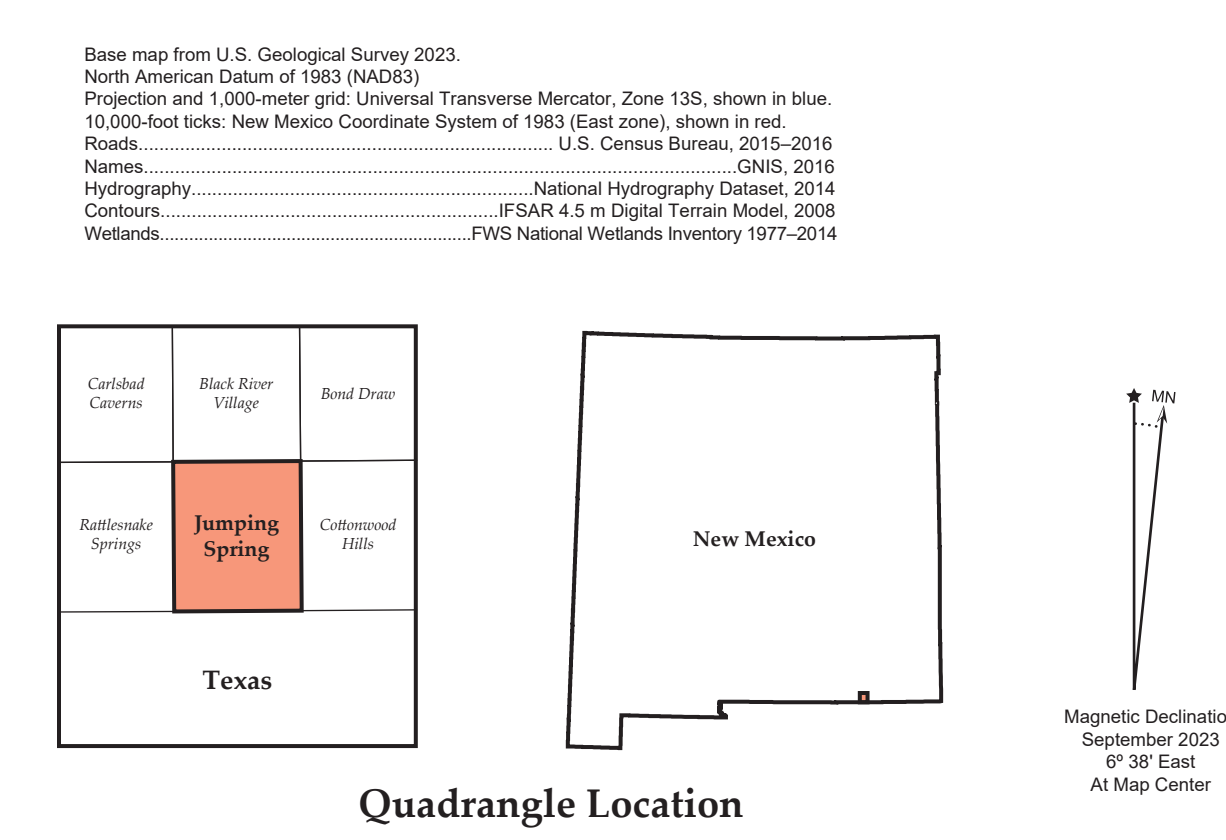 Base map from U.S. Geological Survey 2023.
North American Datum of 1983 (NAD83)
Projection and 1,000-meter grid: Universal Transverse Mercator, Zone 13S, shown in blue.
10,000-foot ticks: New Mexico Coordinate System of 1983 (East zone), shown in red.
Roads.................................................................................. U.S. Census Bureau, 2015–2016
Names.....................................................................................................................GNIS, 2016
Hydrography....................................................................National Hydrography Dataset, 2014
Contours...................................................................IFSAR 4.5 m Digital Terrain Model, 2008
Wetlands..............................................................FWS National Wetlands Inventory 1977–2014
Carlsbad
Caverns
Black River
Village
Bond Draw
Rattlesnake
Springs
Jumping
Spring
Cottonwood
Hills
Texas
New Mexico
MN
Magnetic Declinatio
September 2023
6º 38' East
At Map Center
Quadrangle Location